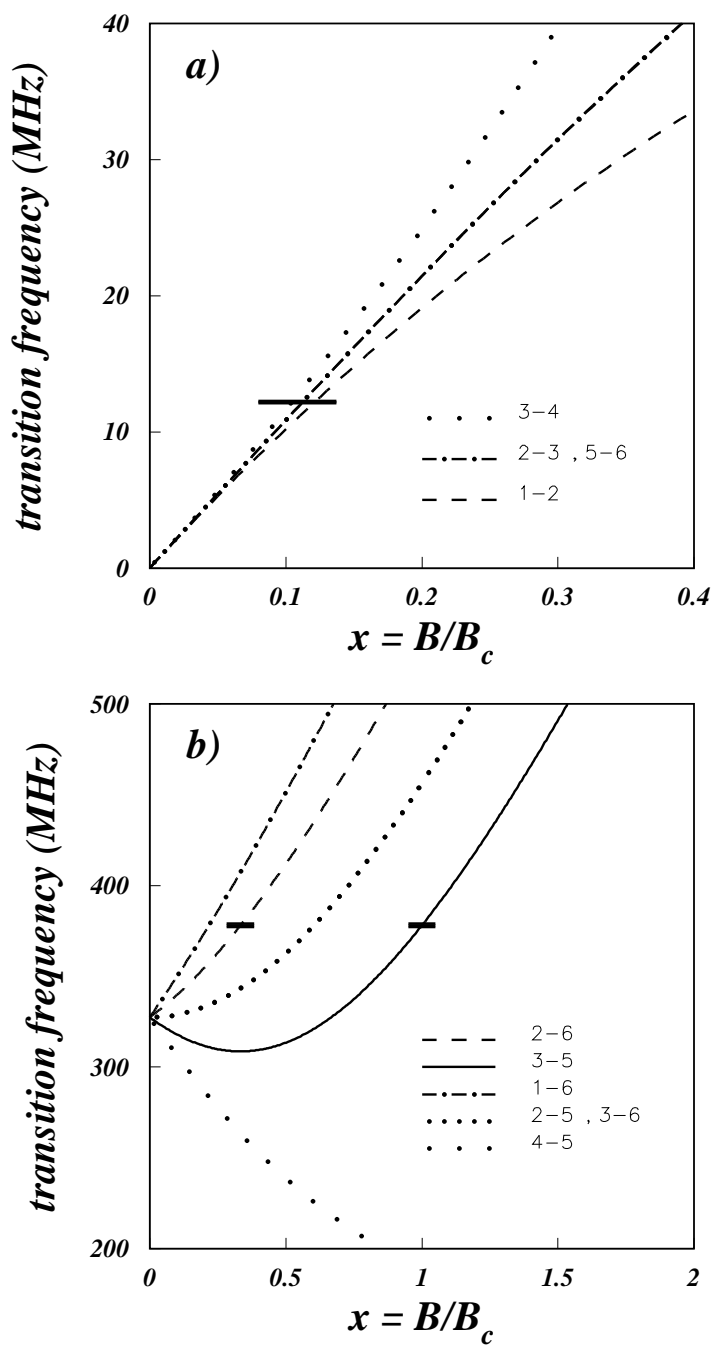 a)
transition frequency (MHz)
40
30
20
10
0
3-4
2-3 , 5-6
1-2
0 0.1 0.2 0.3 0.4
x = B/B_c
b)
transition frequency (MHz)
500
400
300
200
2-6
3-5
1-6
2-5 , 3-6
4-5
0 0.5 1 1.5 2
x = B/B_c